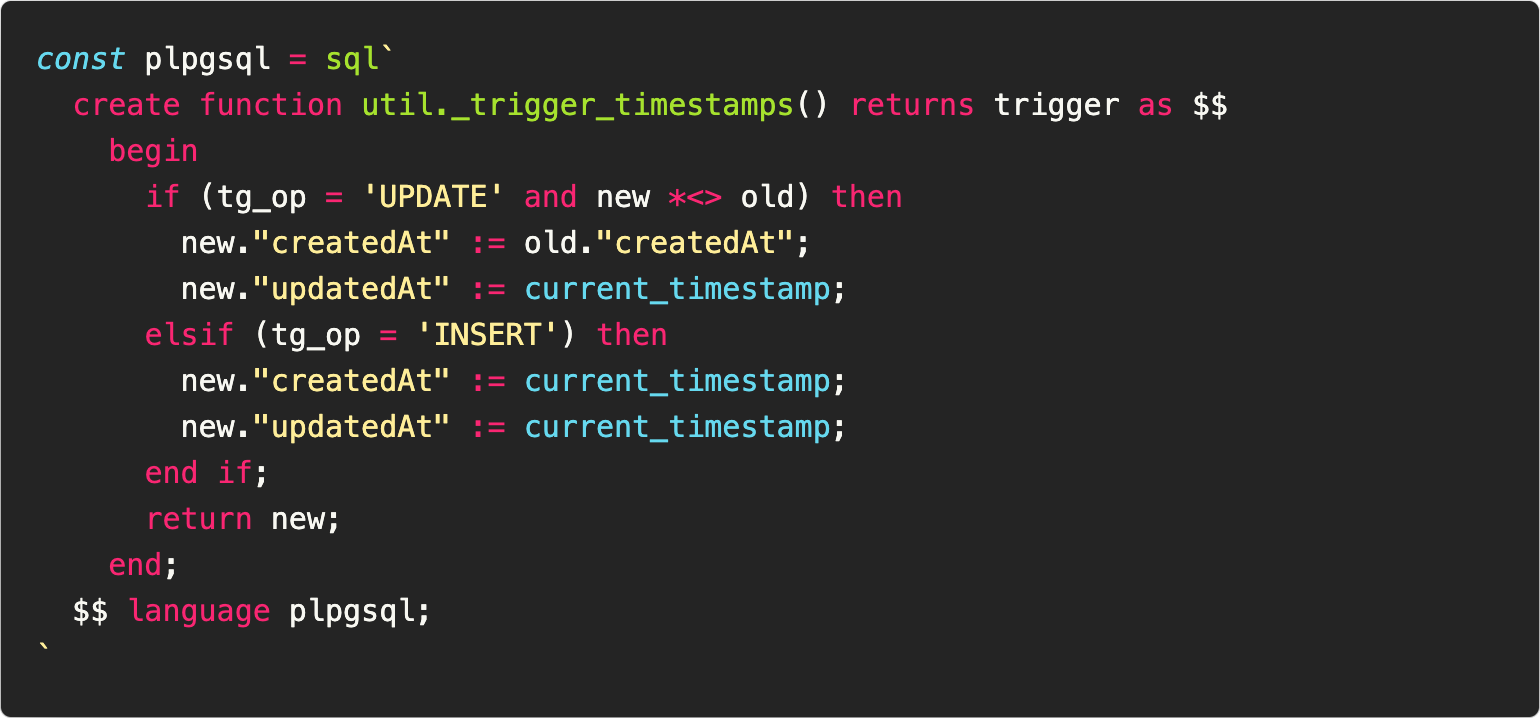 const plpgsql = sql`
  create function util._trigger_timestamps() returns trigger as $$
    begin
      if (tg_op = 'UPDATE' and new *<> old) then
        new."createdAt" := old."createdAt";
        new."updatedAt" := current_timestamp;
      elsif (tg_op = 'INSERT') then
        new."createdAt" := current_timestamp;
        new."updatedAt" := current_timestamp;
      end if;
      return new;
    end;
  $$ language plpgsql;
`